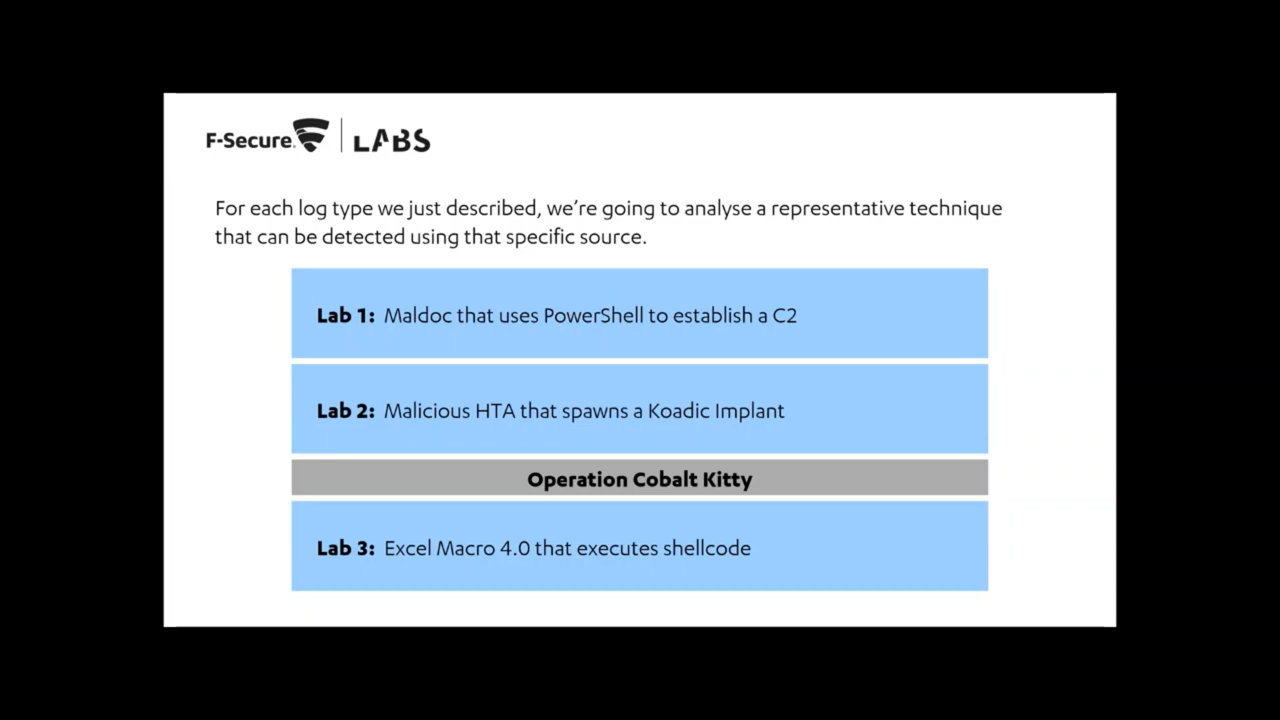 F-Secure. LABS
For each log type we just described, we're going to analyse a representative technique
that can be detected using that specific source.
Lab 1: Maldoc that uses PowerShell to establish a C2
Lab 2: Malicious HTA that spawns a Koadic Implant
Operation Cobalt Kitty
Lab 3: Excel Macro 4.0 that executes shellcode